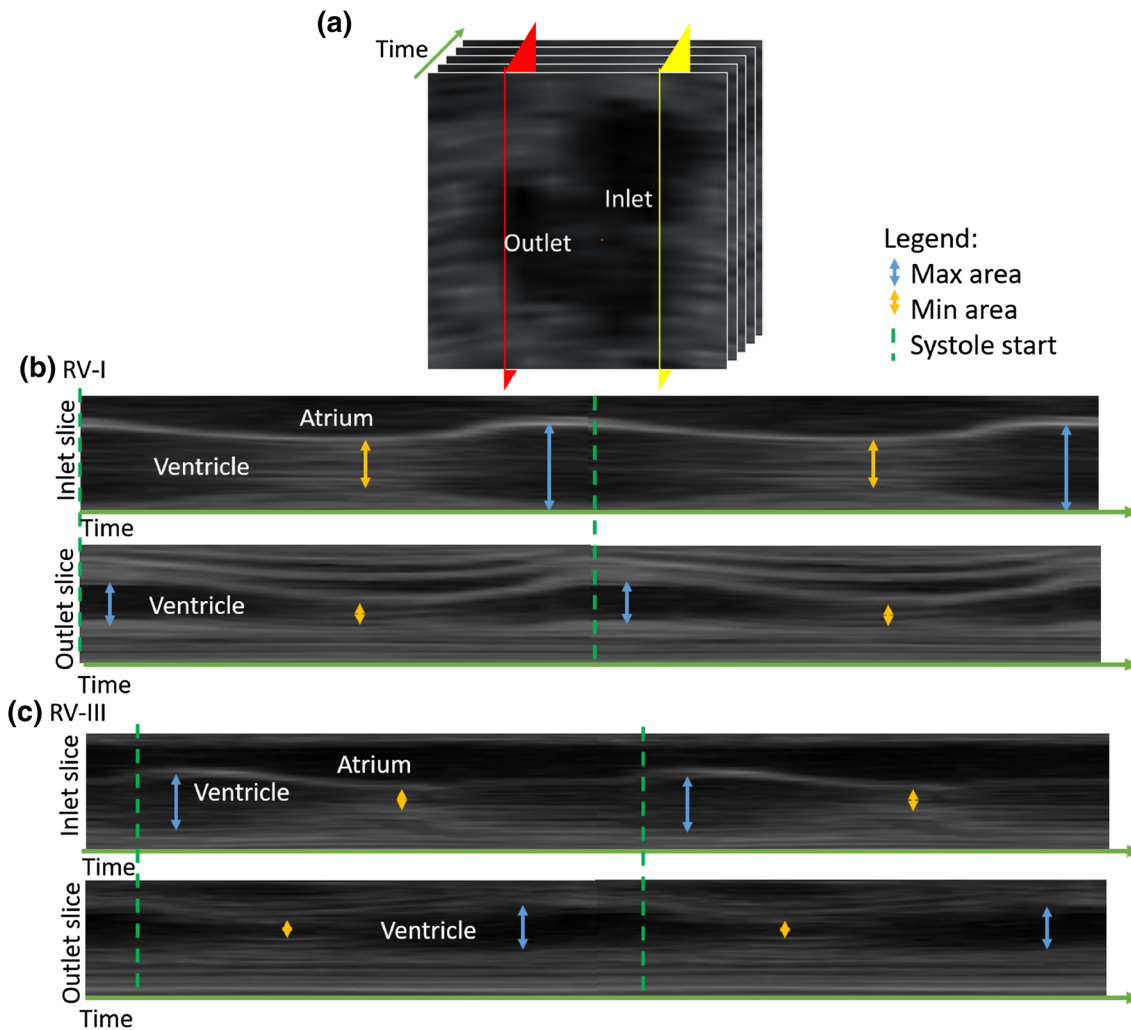 (a)
Time
Inlet
Outlet
Legend:
Max area
Min area
Systole start
(b) RV-I
Inlet slice
Atrium
Ventricle
Time
Outlet slice
Ventricle
Time
(c) RV-III
Inlet slice
Atrium
Ventricle
Time
Outlet slice
Ventricle
Time